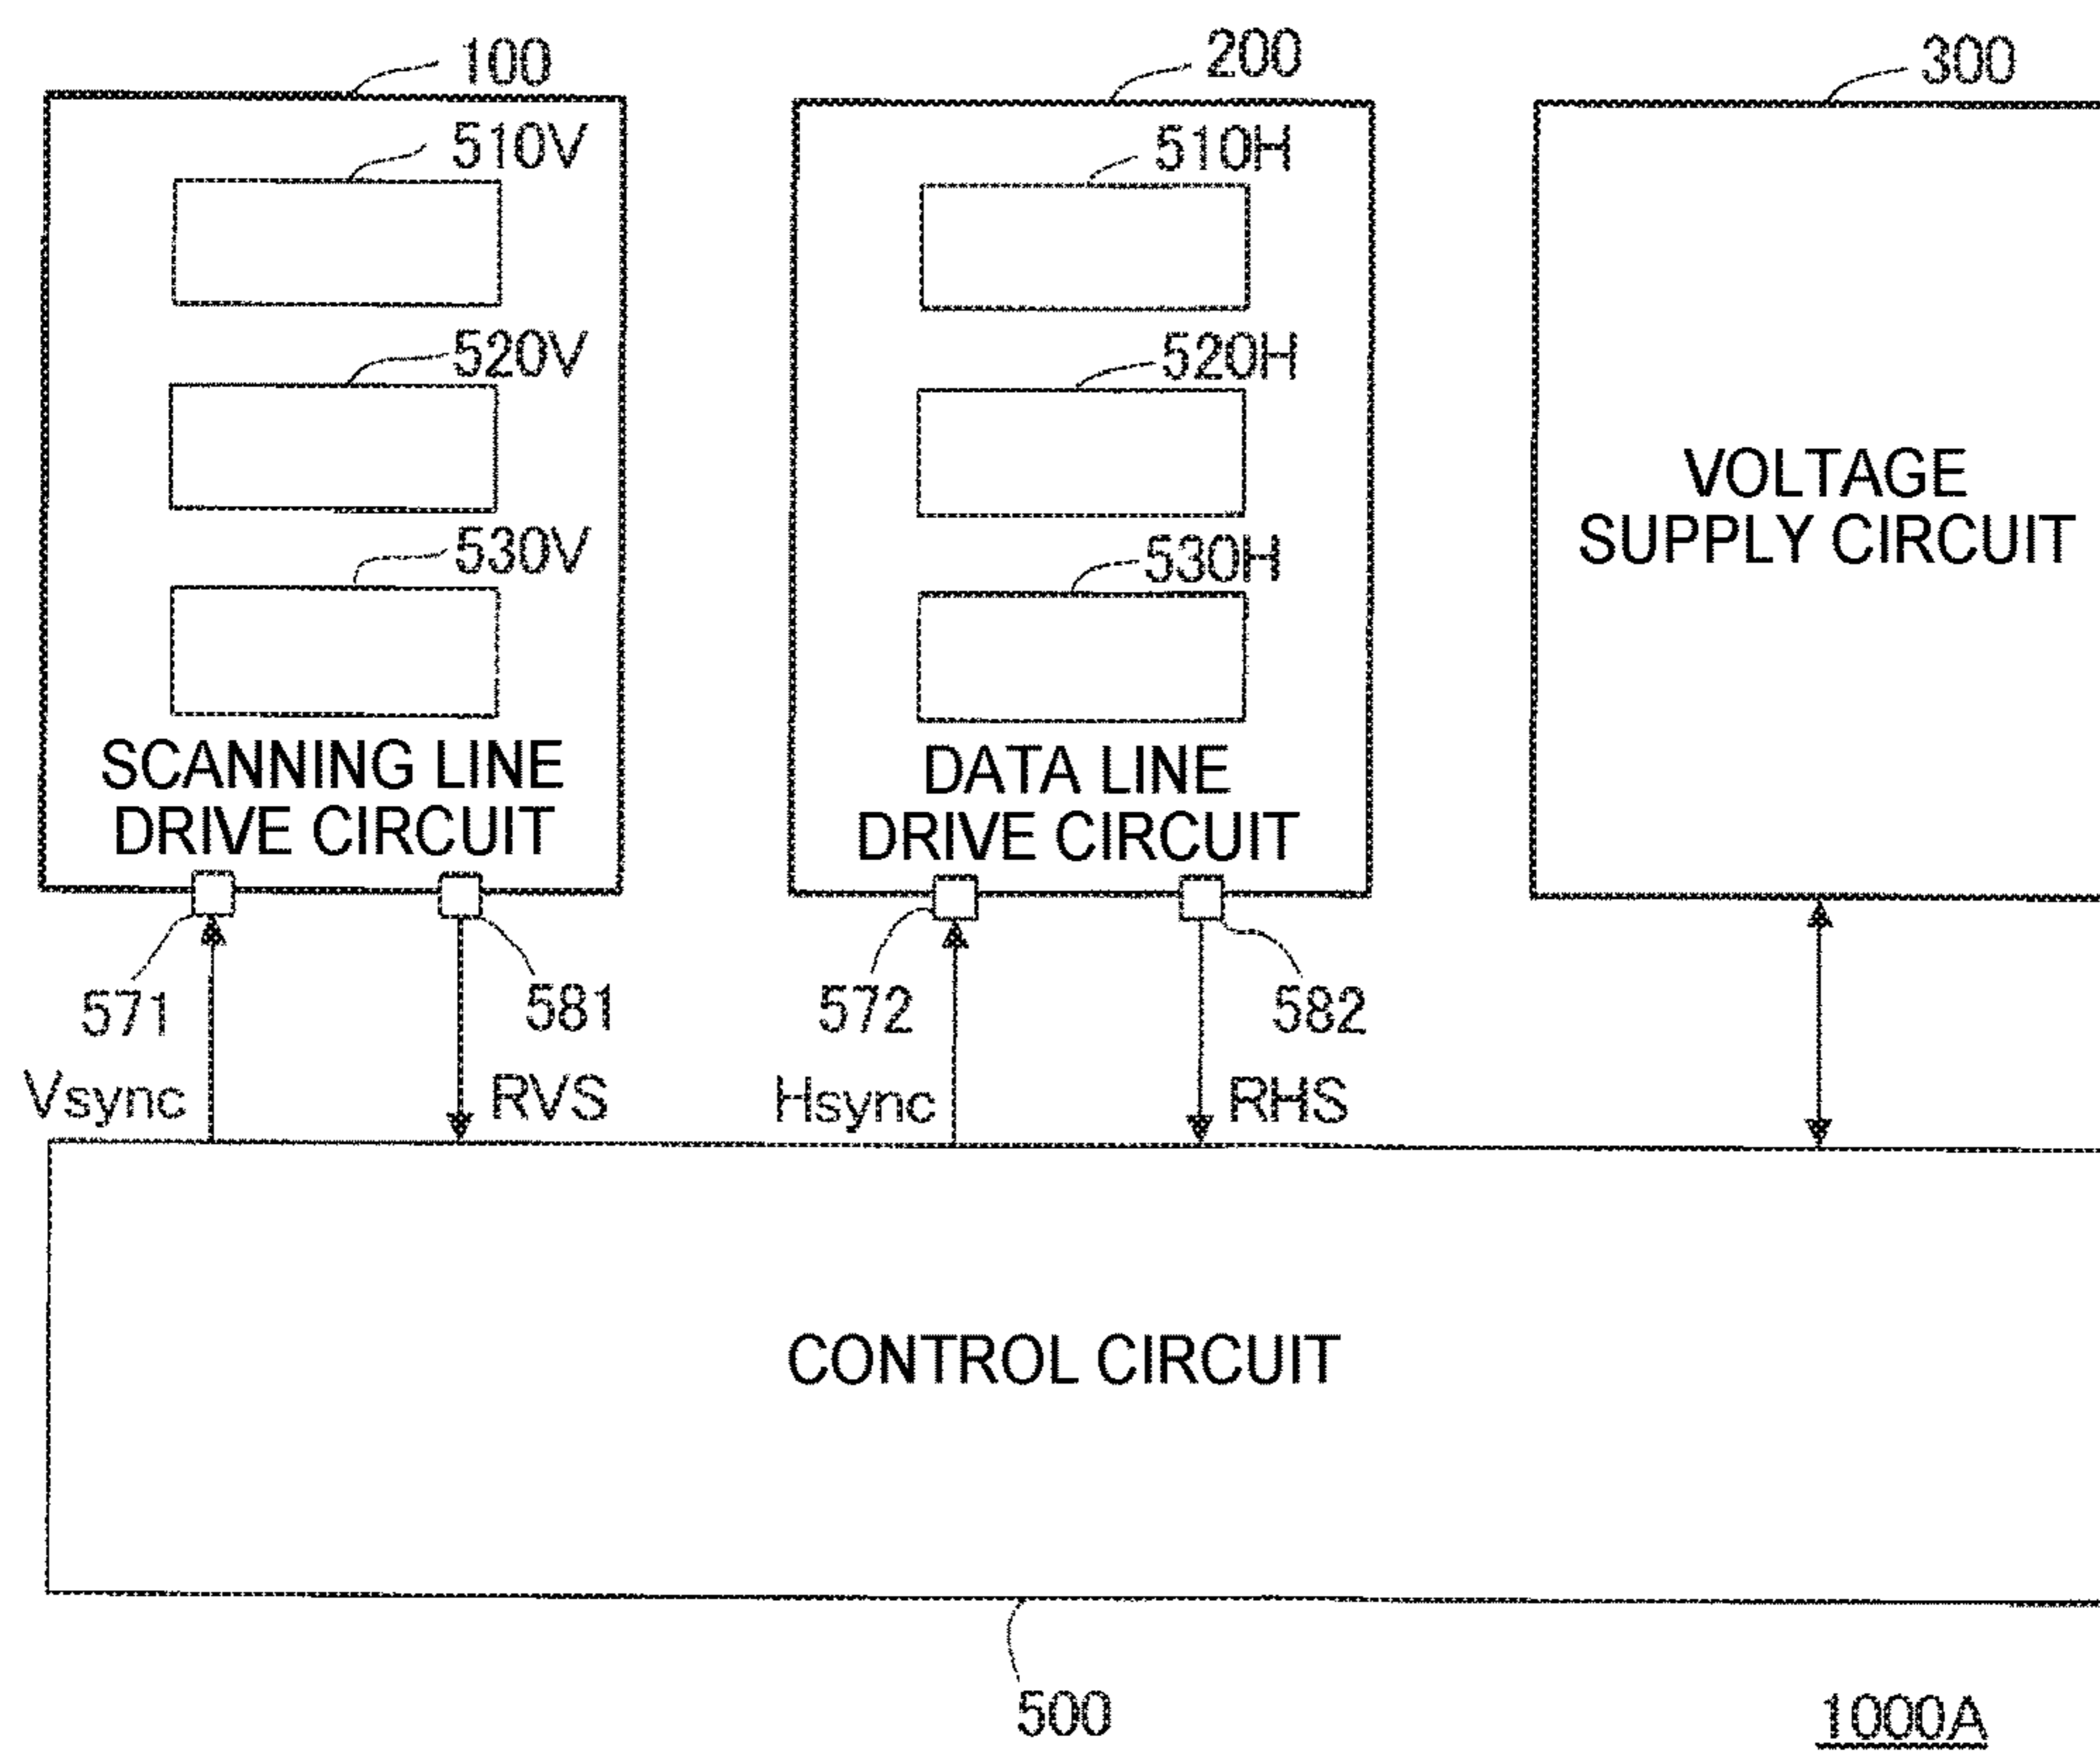 100
200
300
510V
510H
520V
520H
530V
530H
VOLTAGE
SUPPLY CIRCUIT
SCANNING LINE
DRIVE CIRCUIT
DATA LINE
DRIVE CIRCUIT
571
581
572
582
Vsync
RVS
Hsync
RHS
CONTROL CIRCUIT
500
1000A